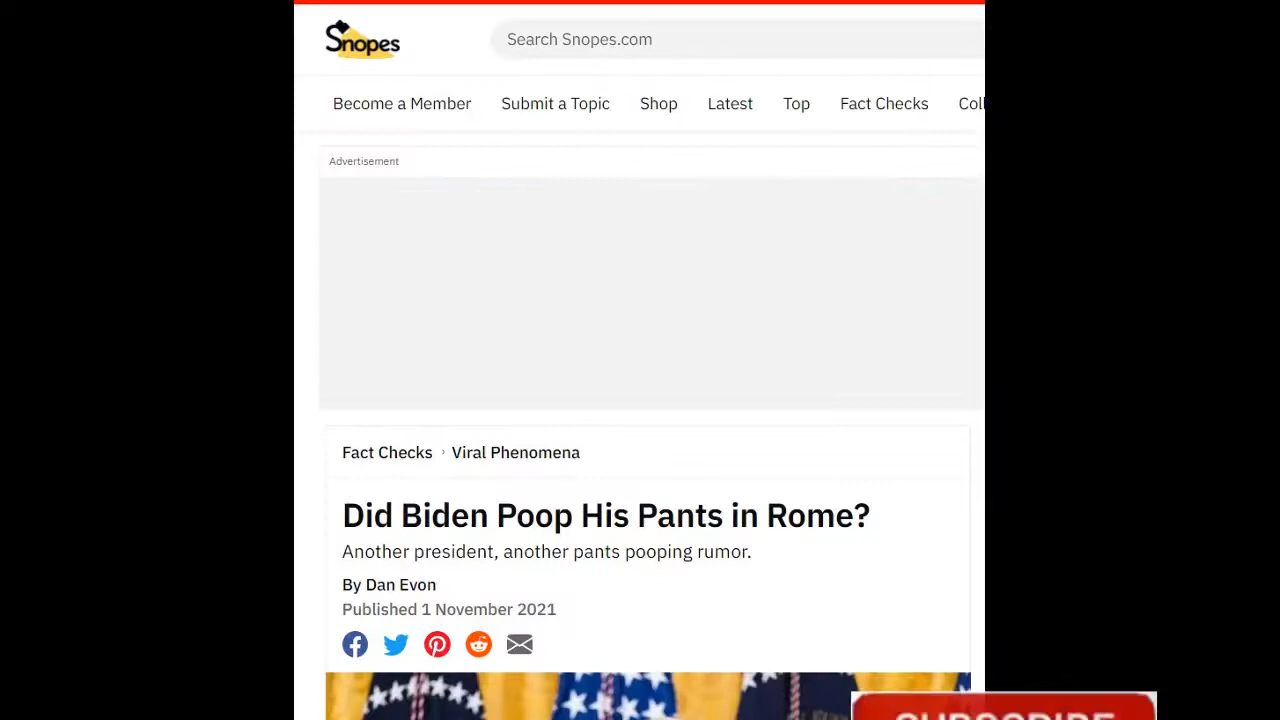 Snopes
Search Snopes.com
Become a Member Submit a Topic Shop Latest Top Fact Checks Coll
Advertisement
Fact Checks › Viral Phenomena
Did Biden Poop His Pants in Rome?
Another president, another pants pooping rumor.
By Dan Evon
Published 1 November 2021
SUBSCRIBE